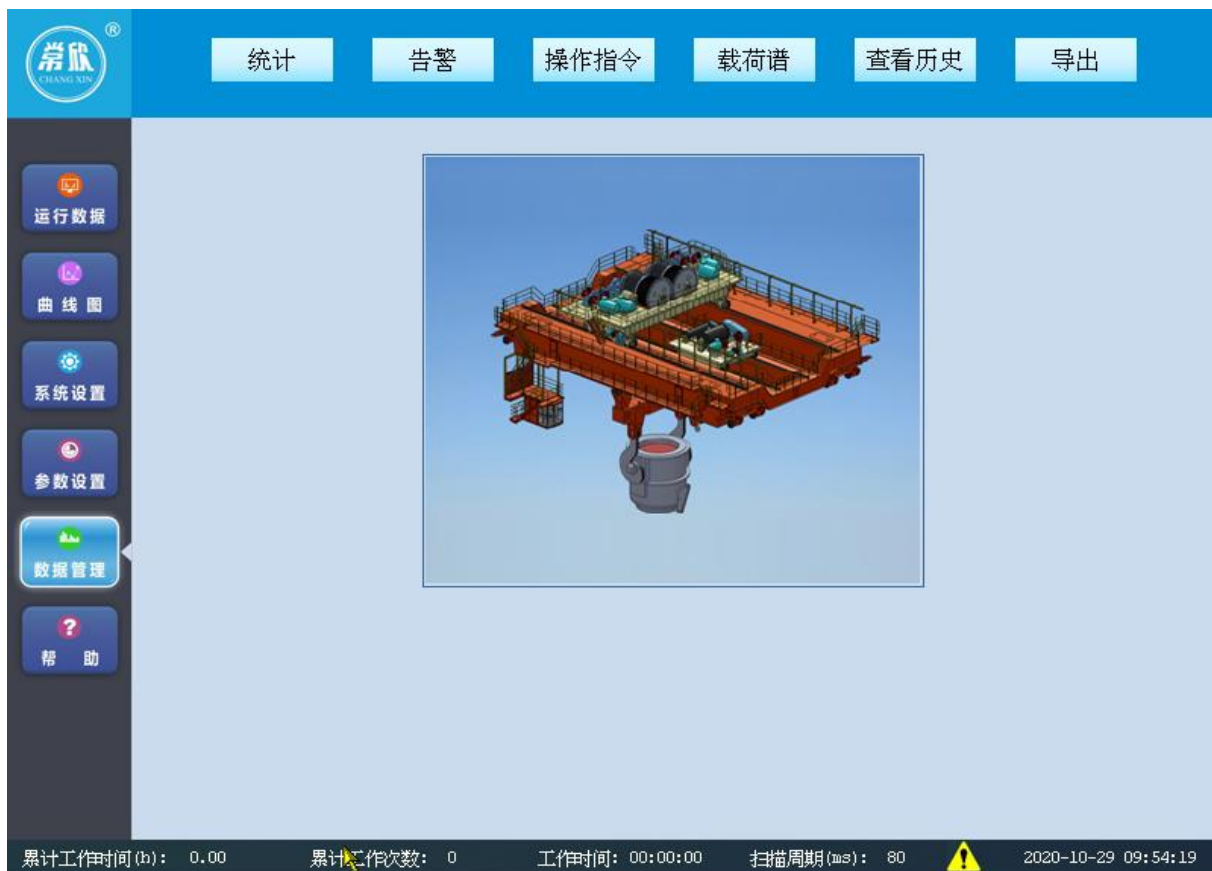 常欣®
CHANG XIN
统计
告警
操作指令
载荷谱
查看历史
导出
运行数据
曲线图
系统设置
参数设置
数据管理
帮 助
累计工作时间(h): 0.00 累计工作次数: 0 工作时间: 00:00:00 扫描周期(ms): 80 2020-10-29 09:54:19